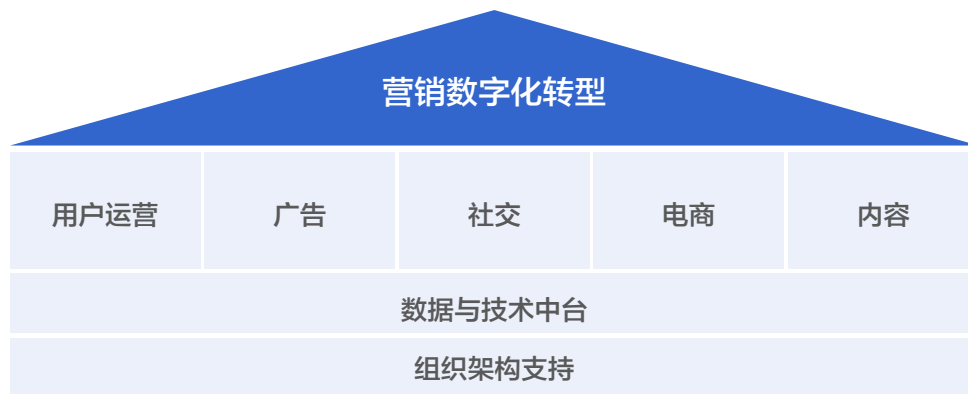 营销数字化转型
用户运营
广告
社交
电商
内容
数据与技术中台
组织架构支持